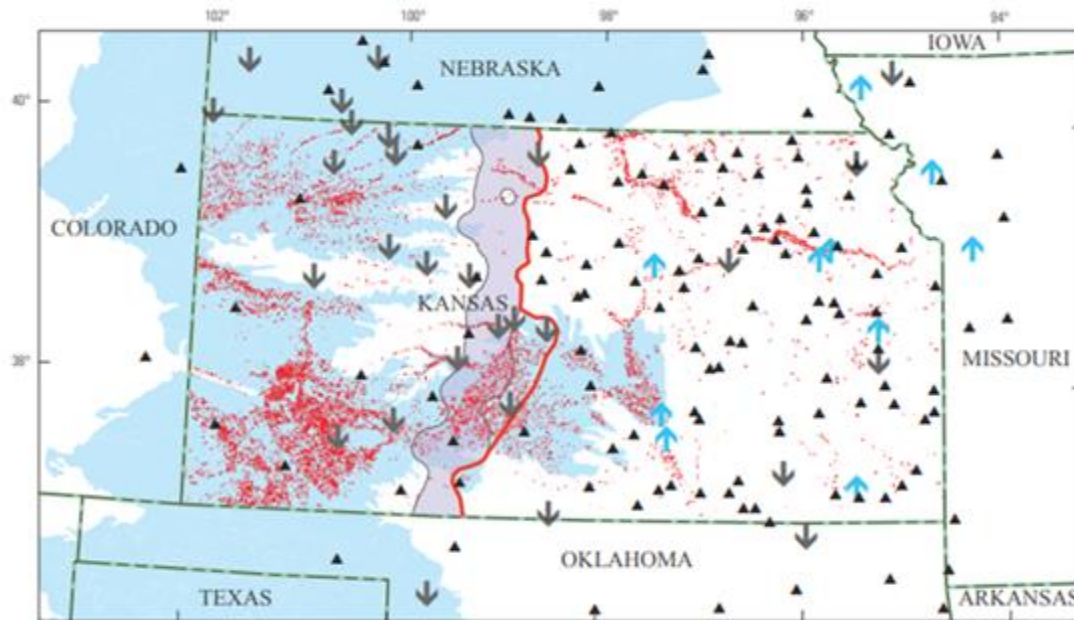 102° 100° 98° 96° 94°
IOWA
NEBRASKA
40°
COLORADO
KANSAS
38°
MISSOURI
OKLAHOMA
TEXAS
ARKANSAS